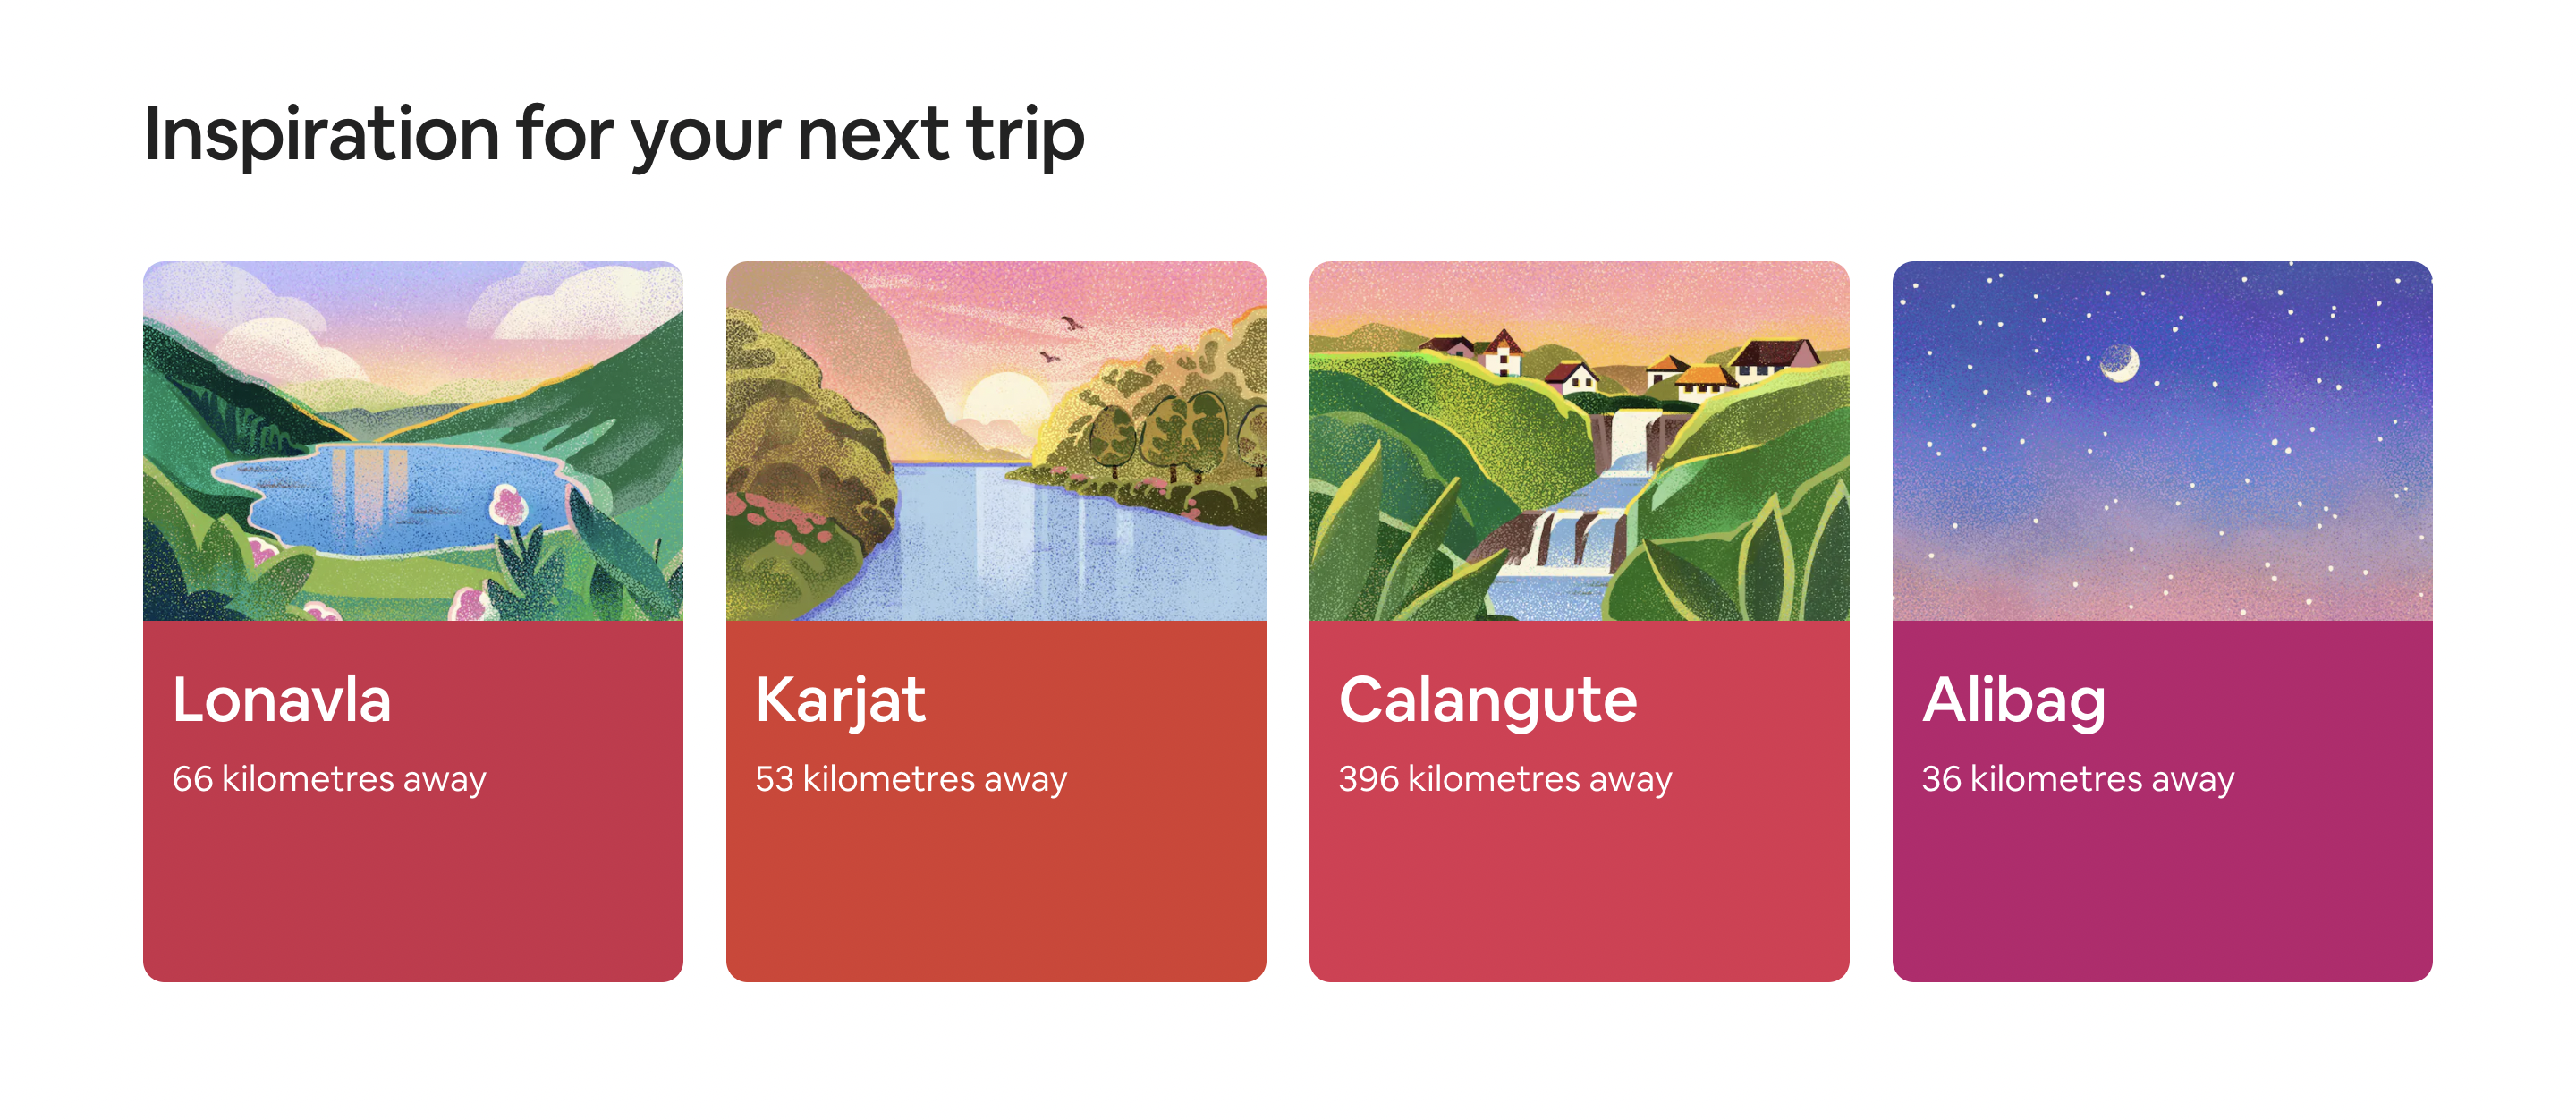 Inspiration for your next trip
Lonavla
66 kilometres away
Karjat
53 kilometres away
Calangute
396 kilometres away
Alibag
36 kilometres away